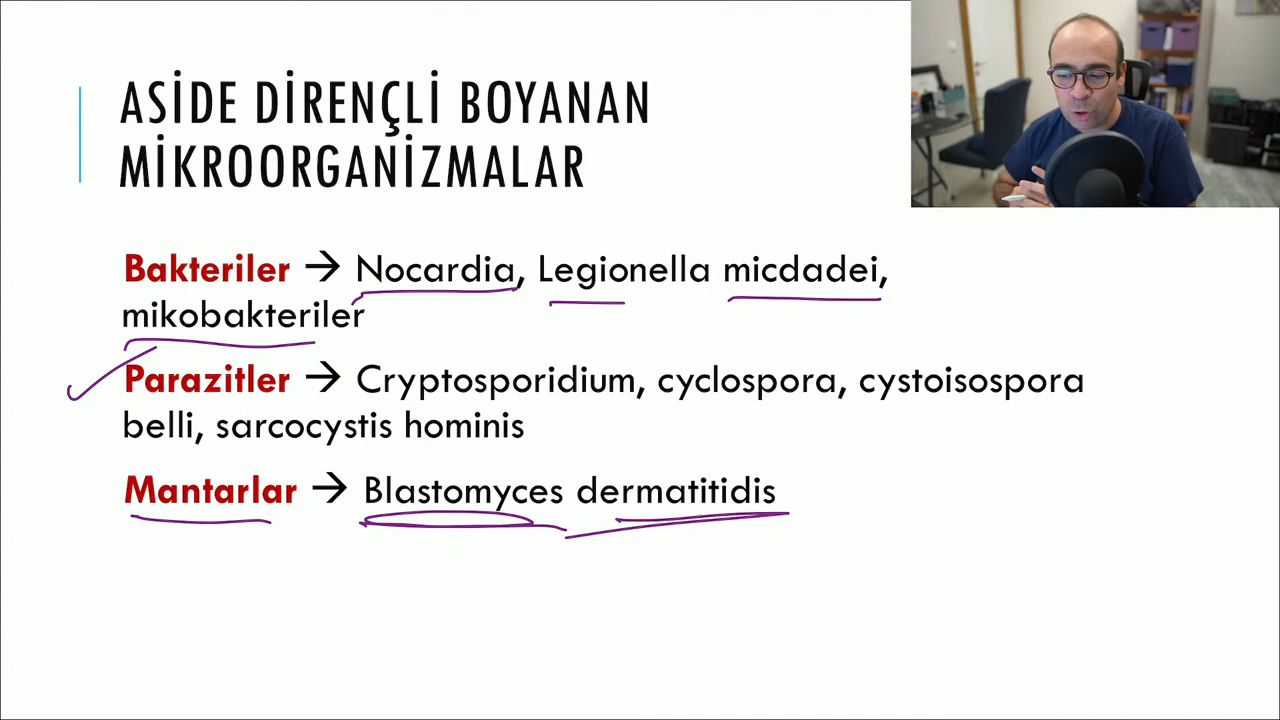 ASİDE DİRENÇLİ BOYANAN
MİKROORGANİZMALAR
Bakteriler → Nocardia, Legionella micdadei,
mikobakteriler
Parazitler → Cryptosporidium, cyclospora, cystoisospora
belli, sarcocystis hominis
Mantarlar → Blastomyces dermatitidis